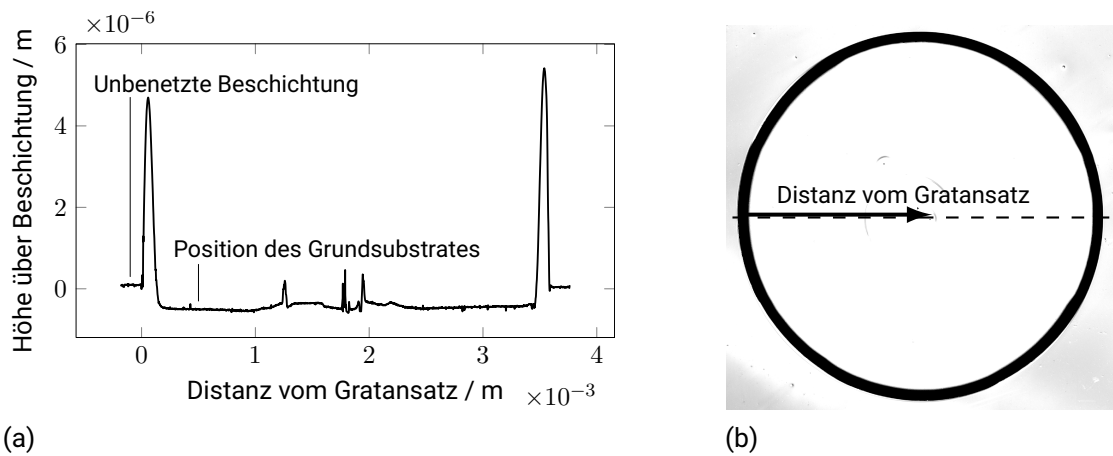 ×10⁻⁶
Höhe über Beschichtung / m
6
4
2
0
Unbenetzte Beschichtung
Position des Grundsubstrates
0 1 2 3 4
Distanz vom Gratansatz / m ×10⁻³
(a)
Distanz vom Gratansatz
(b)